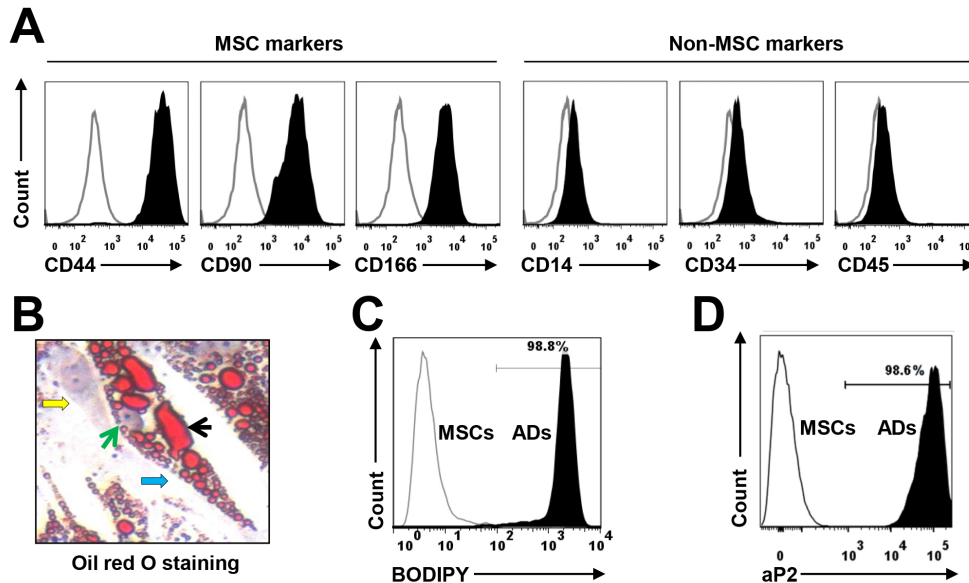 A
MSC markers
Non-MSC markers
Count
0 10² 10³ 10⁴ 10⁵
0 10² 10³ 10⁴ 10⁵
0 10² 10³ 10⁴ 10⁵
0 10² 10³ 10⁴ 10⁵
0 10² 10³ 10⁴ 10⁵
0 10² 10³ 10⁴ 10⁵
CD44
CD90
CD166
CD14
CD34
CD45
B
Oil red O staining
C
98.8%
MSCs
ADs
Count
10⁰ 0 10¹ 10² 10³ 10⁴
BODIPY
D
98.6%
MSCs
ADs
Count
0 10³ 10⁴ 10⁵
aP2